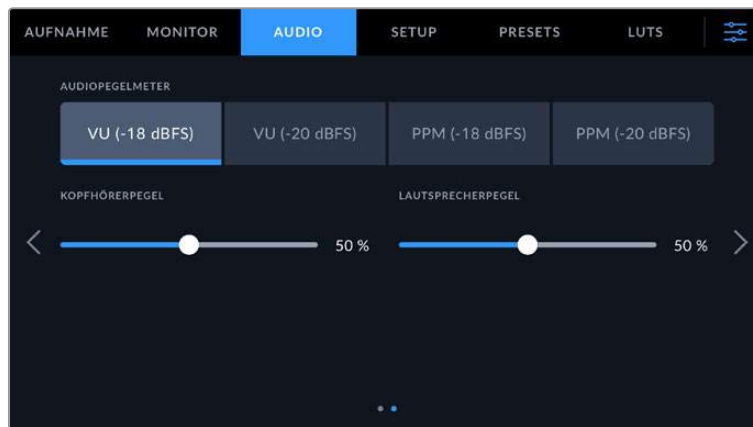 AUFNAHME MONITOR AUDIO SETUP PRESETS LUTS
AUDIOPEGELMETER
VU (-18 dBFS) VU (-20 dBFS) PPM (-18 dBFS) PPM (-20 dBFS)
KOPFHÖRERPEGEL LAUTSPRECHERPEGEL
50 % 50 %